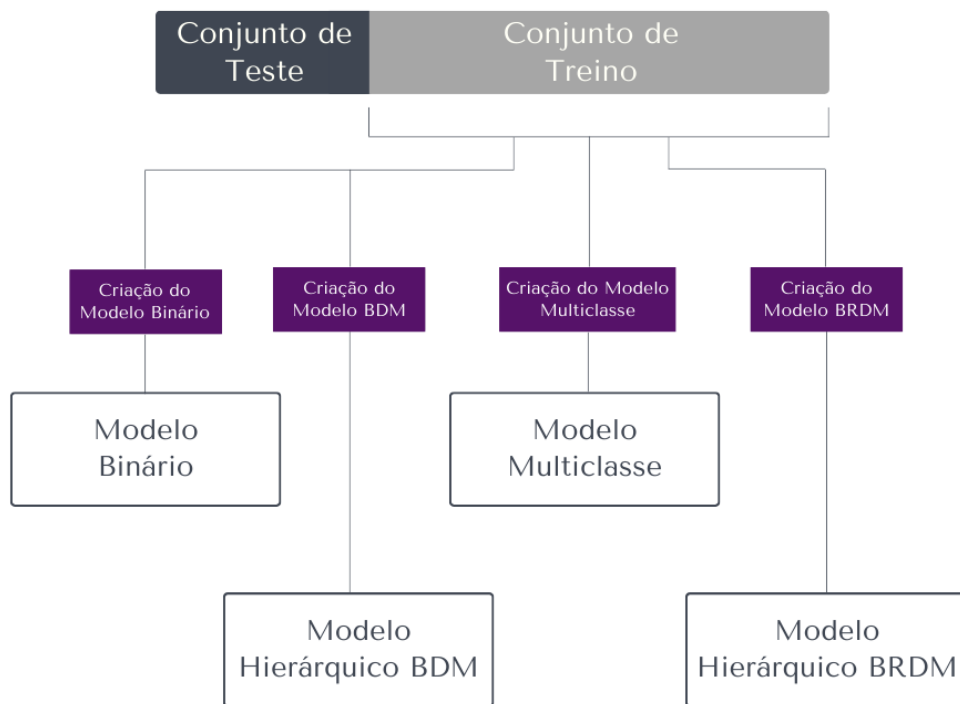 Conjunto de
Teste
Conjunto de
Treino
Criação do
Modelo Binário
Criação do
Modelo BDM
Criação do Modelo
Multiclasse
Criação do
Modelo BRDM
Modelo
Binário
Modelo
Multiclasse
Modelo
Hierárquico BDM
Modelo
Hierárquico BRDM